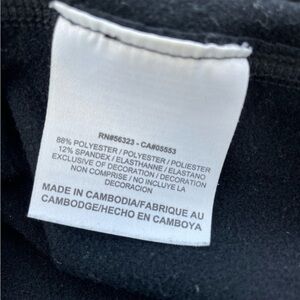 RN#56323 - CA#05553
88% POLYESTER / POLYESTER / POLIESTER
12% SPANDEX / ELASTHANNE / ELASTANO
EXCLUSIVE OF DECORATION / DECORATION
NON COMPRISE / NO INCLUYE LA
DECORACION
MADE IN CAMBODIA/FABRIQUE AU
CAMBODGE/HECHO EN CAMBOYA